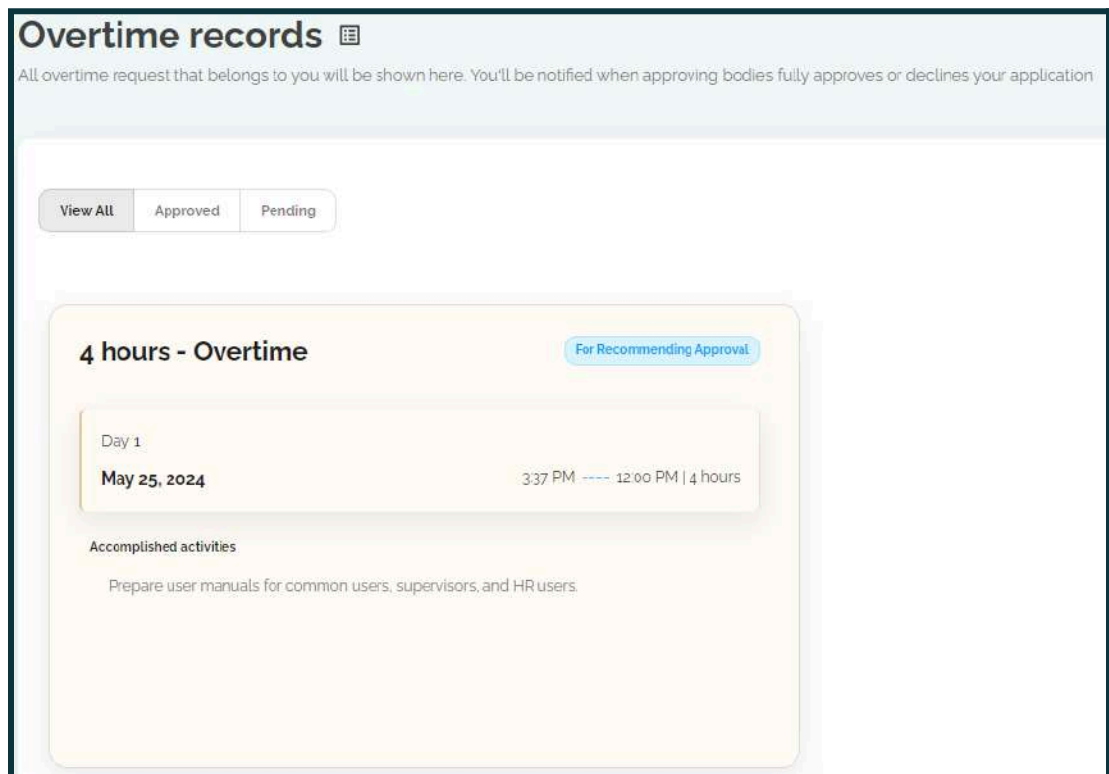 Overtime records
All overtime request that belongs to you will be shown here. You'll be notified when approving bodies fully approves or declines your application
View All Approved Pending
4 hours - Overtime For Recommending Approval
Day 1
May 25, 2024 3:37 PM ---- 12:00 PM | 4 hours
Accomplished activities
Prepare user manuals for common users, supervisors, and HR users.